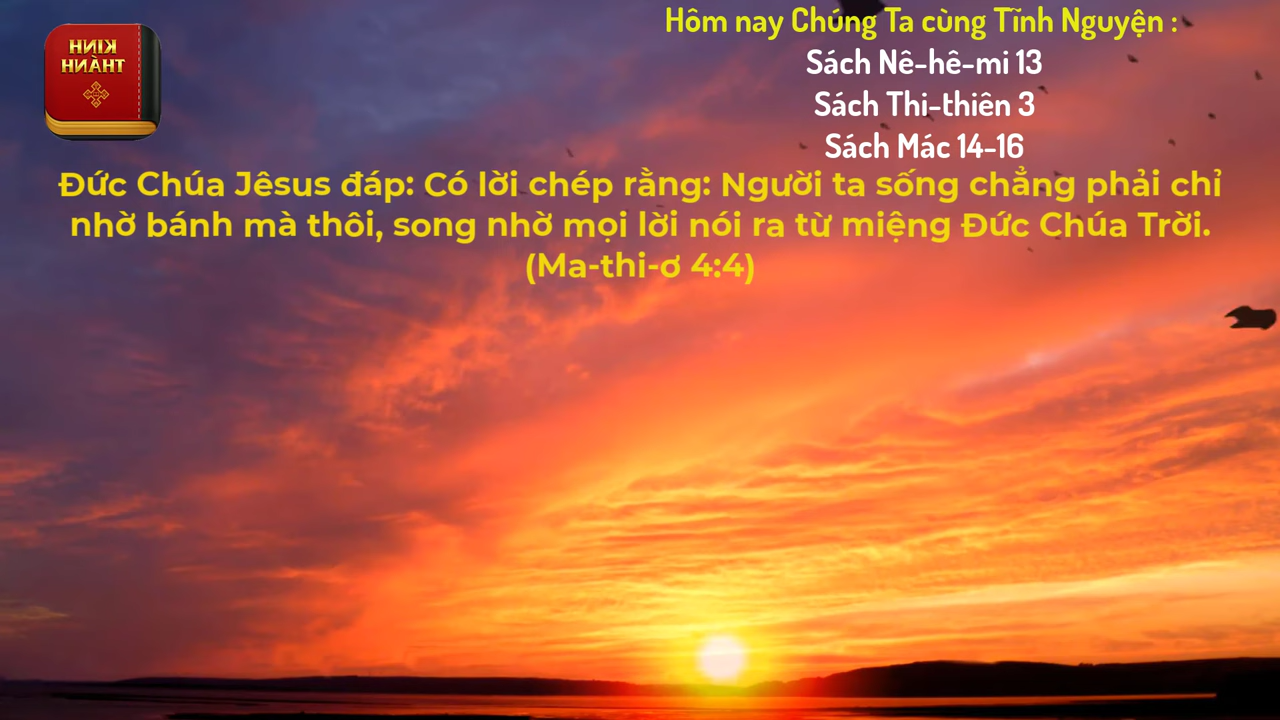 KINH
THÀNH
Hôm nay Chúng Ta cùng Tĩnh Nguyện :
Sách Nê-hê-mi 13
Sách Thi-thiên 3
Sách Mác 14-16
Đức Chúa Jêsus đáp: Có lời chép rằng: Người ta sống chẳng phải chỉ
nhờ bánh mà thôi, song nhờ mọi lời nói ra từ miệng Đức Chúa Trời.
(Ma-thi-ơ 4:4)